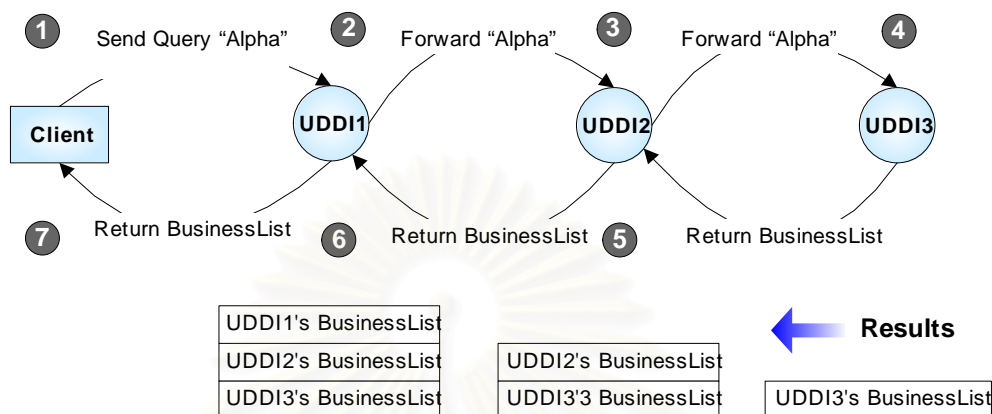 1
Send Query “Alpha”
2
Forward “Alpha”
3
Forward “Alpha”
4
Client
UDDI1
UDDI2
UDDI3
7
Return BusinessList
6
Return BusinessList
5
Return BusinessList
Results
UDDI1's BusinessList
UDDI2's BusinessList
UDDI3's BusinessList
UDDI2's BusinessList
UDDI3'3 BusinessList
UDDI3's BusinessList